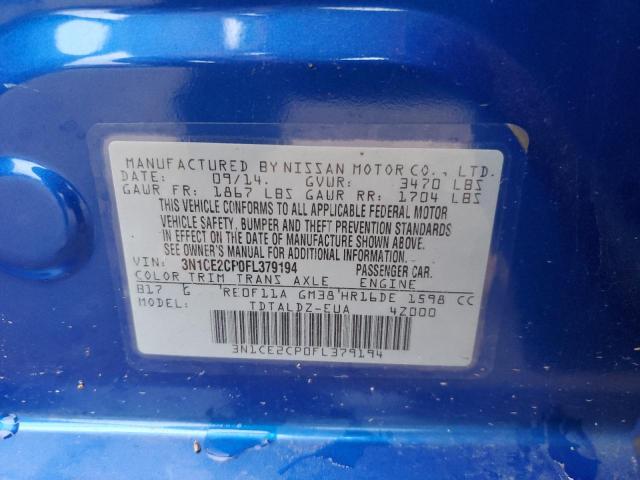 MANUFACTURED BY NISSAN MOTOR CO., LTD.
DATE: 09/14. GVWR: 3470 LBS
GAWR FR: 1867 LBS GAWR RR: 1704 LBS
THIS VEHICLE CONFORMS TO ALL APPLICABLE FEDERAL MOTOR
VEHICLE SAFETY, BUMPER AND THEFT PREVENTION STANDARDS
IN EFFECT ON THE DATE OF MANUFACTURE SHOWN ABOVE.
SEE OWNER'S MANUAL FOR ADDITIONAL INFORMATION.
VIN: 3N1CE2CP0FL379194 PASSENGER CAR.
COLOR TRIM TRANS AXLE ENGINE
B17 G RE0F11A GM38 HR16DE 1598 CC
MODEL: TDTALDZ-EUA 42000
3N1CE2CP0FL379194